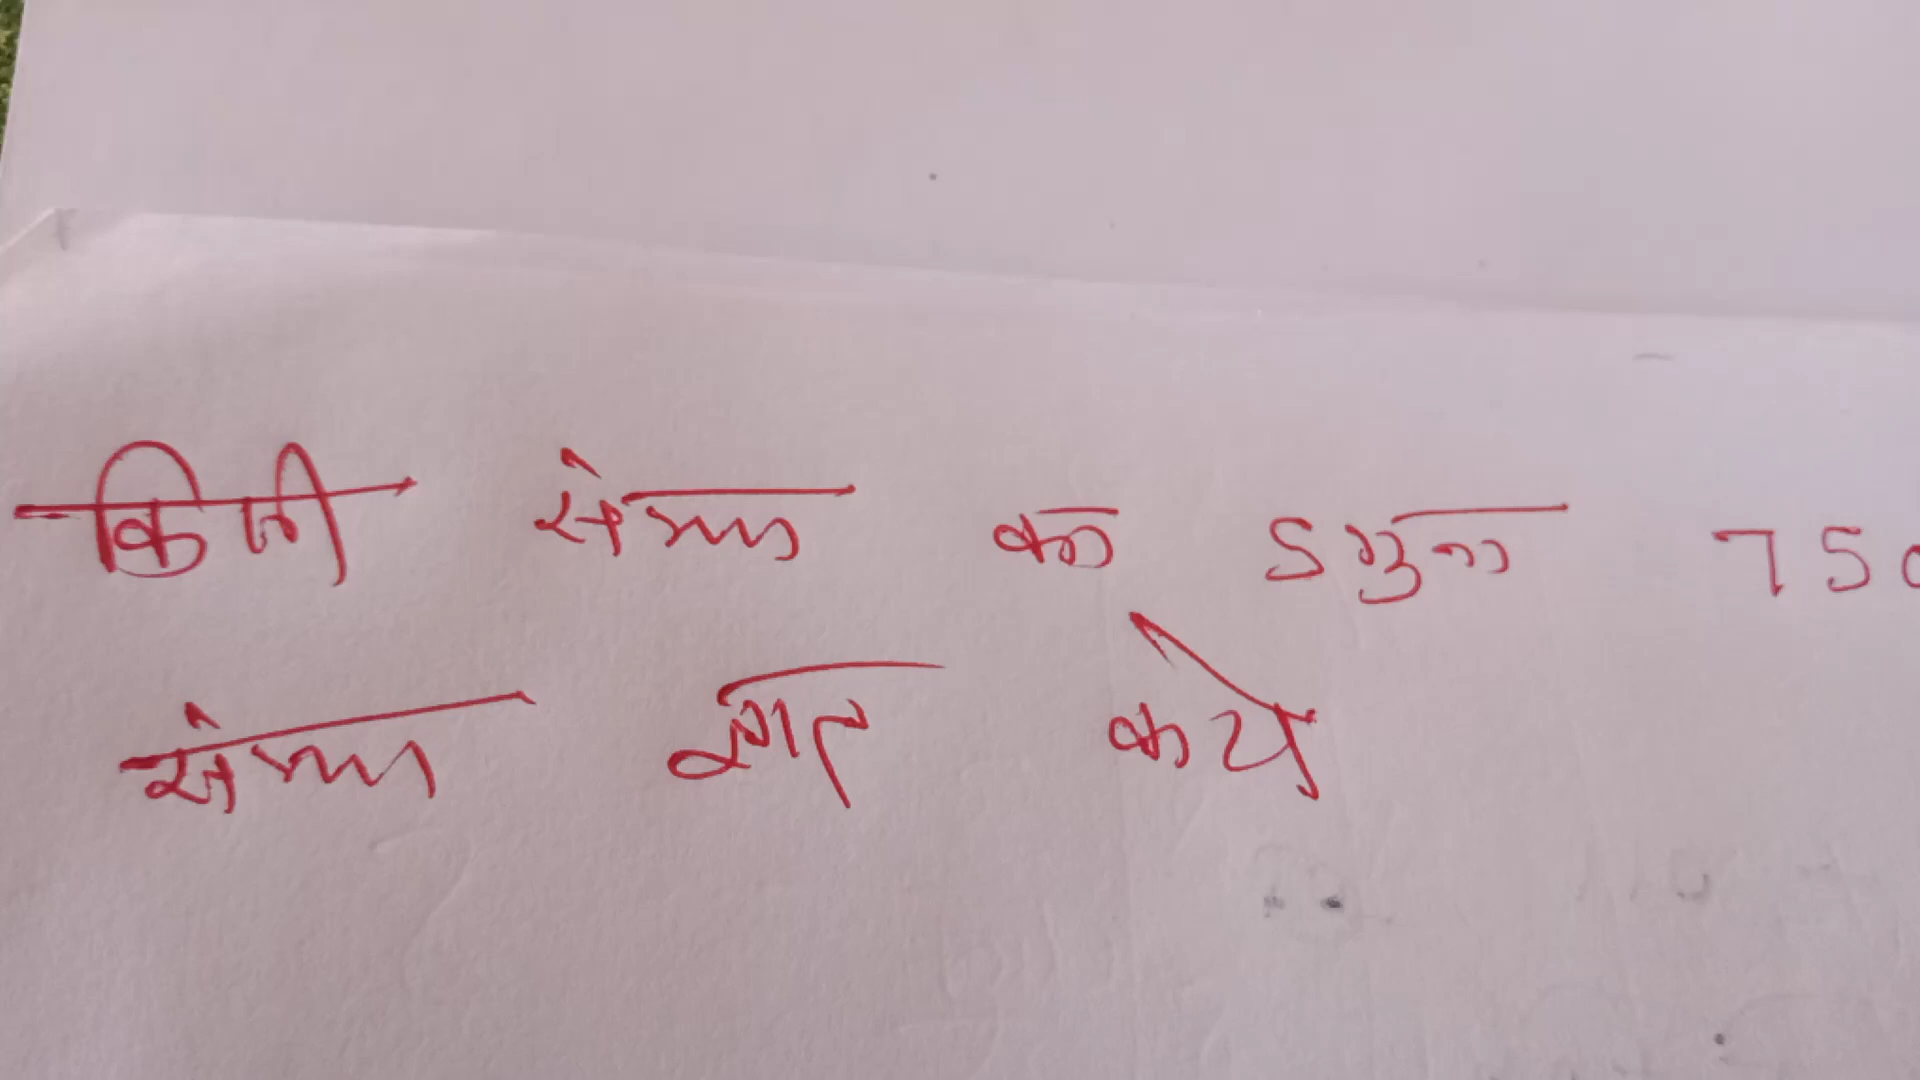 किसी संख्या का 5 गुना 750
संख्या ज्ञात करो